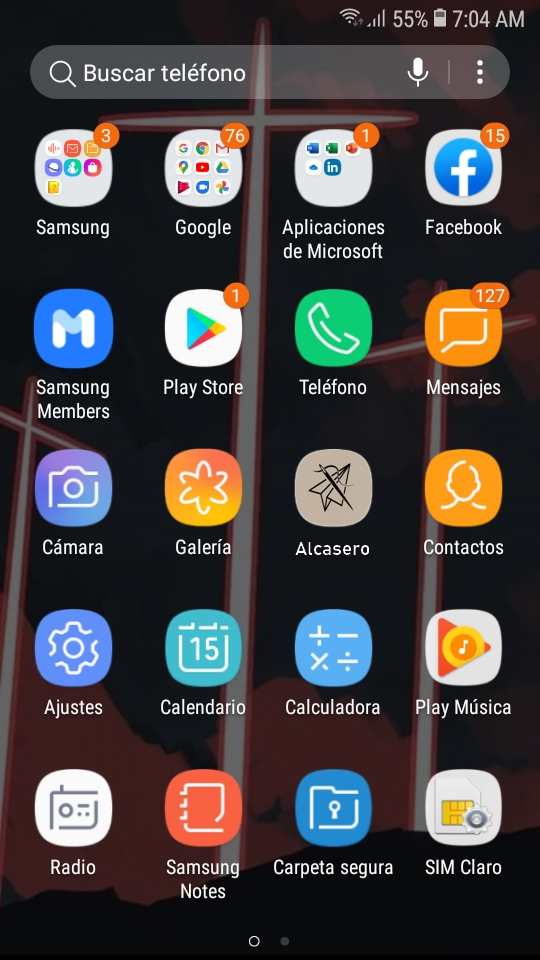 55% 7:04 AM
Buscar teléfono
3 76 1 15
Samsung Google Aplicaciones de Microsoft Facebook
1 127
Samsung Members Play Store Teléfono Mensajes
Cámara Galería Alcasero Contactos
15
Ajustes Calendario Calculadora Play Música
Radio Samsung Notes Carpeta segura SIM Claro